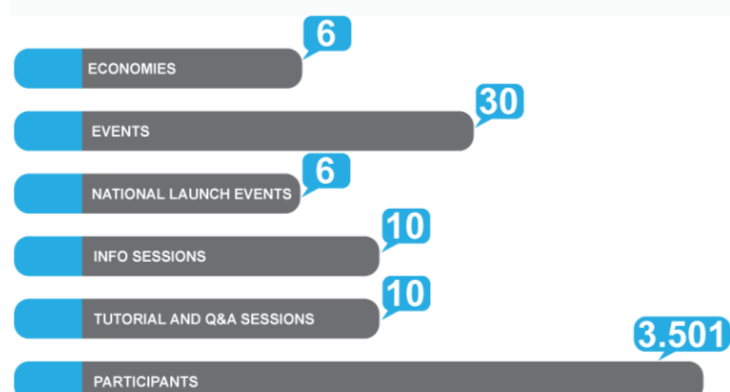 6
ECONOMIES
30
EVENTS
6
NATIONAL LAUNCH EVENTS
10
INFO SESSIONS
10
TUTORIAL AND Q&A SESSIONS
3.501
PARTICIPANTS